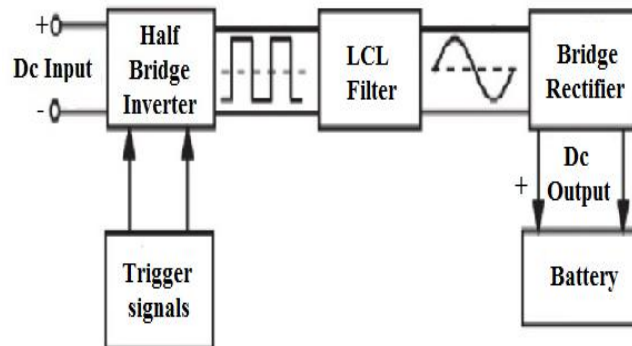 +
Dc Input
-
Half
Bridge
Inverter
LCL
Filter
Bridge
Rectifier
Dc
Output
+
Trigger
signals
Battery